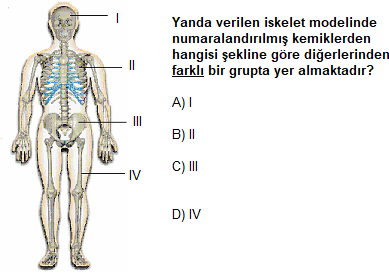 I
II
III
IV
Yanda verilen iskelet modelinde
numaralandırılmış kemiklerden
hangisi şekline göre diğerlerinden
farklı bir grupta yer almaktadır?
A) I
B) II
C) III
D) IV